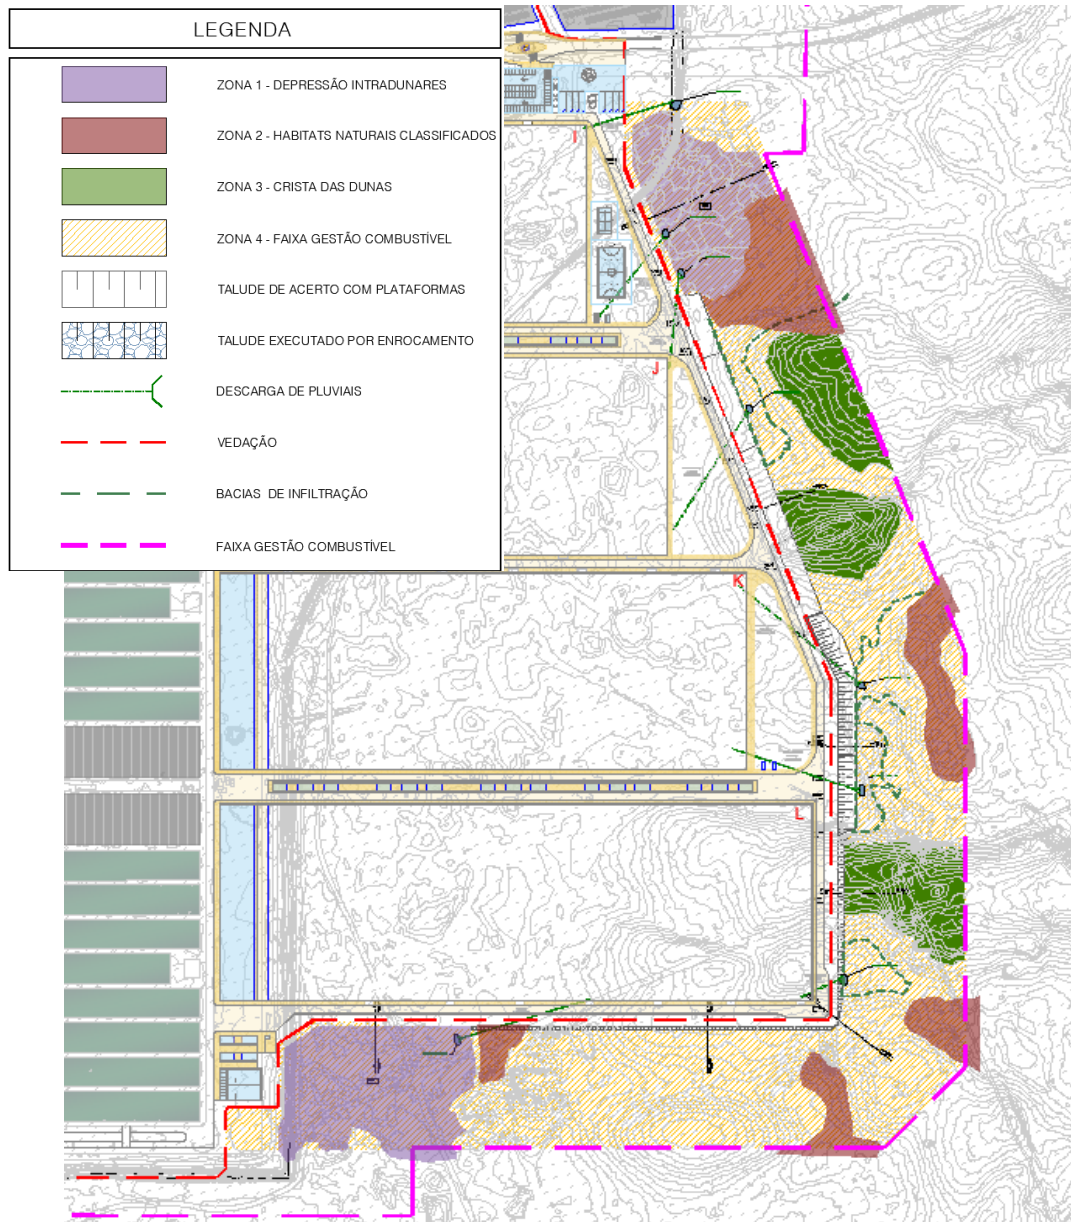 LEGENDA
ZONA 1 - DEPRESSÃO INTRADUNARES
ZONA 2 - HABITATS NATURAIS CLASSIFICADOS
ZONA 3 - CRISTA DAS DUNAS
ZONA 4 - FAIXA GESTÃO COMBUSTÍVEL
TALUDE DE ACERTO COM PLATAFORMAS
TALUDE EXECUTADO POR ENROCAMENTO
DESCARGA DE PLUVIAIS
VEDAÇÃO
BACIAS DE INFILTRAÇÃO
FAIXA GESTÃO COMBUSTÍVEL
I
J
K
L